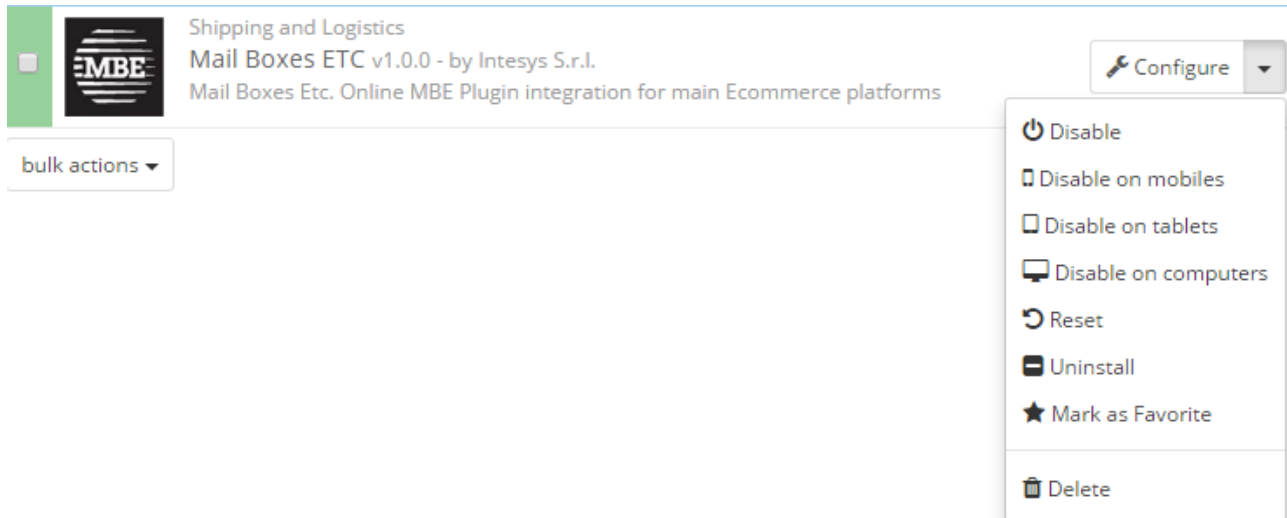 Shipping and Logistics
MBE
Mail Boxes ETC v1.0.0 - by Intesys S.r.l.
Configure
Mail Boxes Etc. Online MBE Plugin integration for main Ecommerce platforms
Disable
bulk actions
Disable on mobiles
Disable on tablets
Disable on computers
Reset
Uninstall
Mark as Favorite
Delete